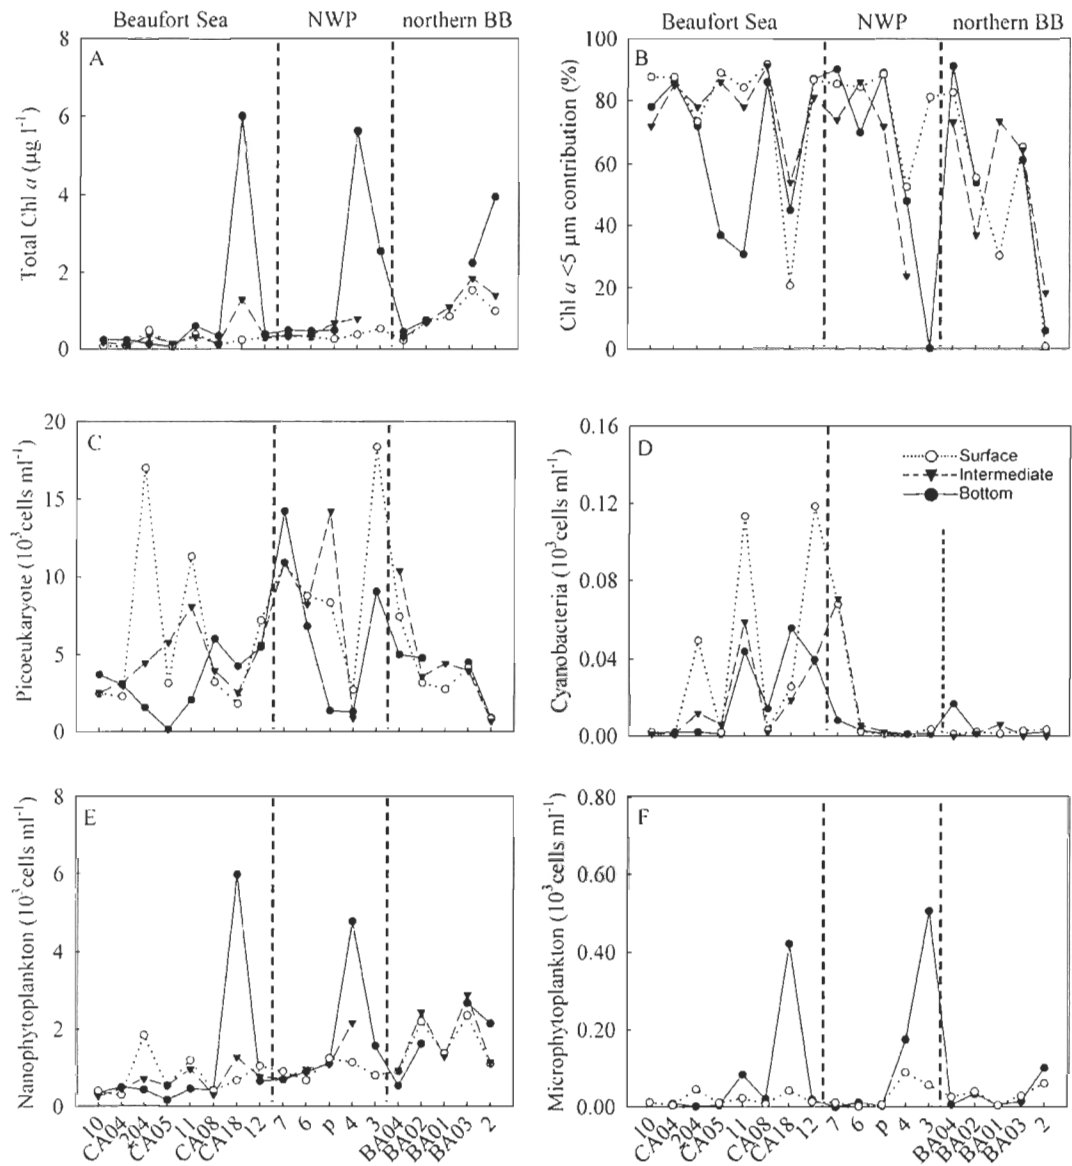 Beaufort Sea NWP northern BB
Beaufort Sea NWP northern BB
A
Total Chl a (µg l⁻¹)
8
6
4
2
0
B
Chl a <5 µm contribution (%)
100
80
60
40
20
0
C
Picoeukaryote (10³cells ml⁻¹)
20
15
10
5
0
D
Cyanobacteria (10³cells ml⁻¹)
0.16
0.12
0.08
0.04
0.00
Surface
Intermediate
Bottom
E
Nanophytoplankton (10³cells ml⁻¹)
8
6
4
2
0
10 CA04 *204 CA05 11 CA08 CA18 12 7 6 P 4 3 BA04 BA02 BA01 BA03 2
F
Microphytoplankton (10³cells ml⁻¹)
0.80
0.60
0.40
0.20
0.00
10 CA04 204 CA05 11 CA08 CA18 12 7 6 P 4 3 BA04 BA02 BA01 BA03 2